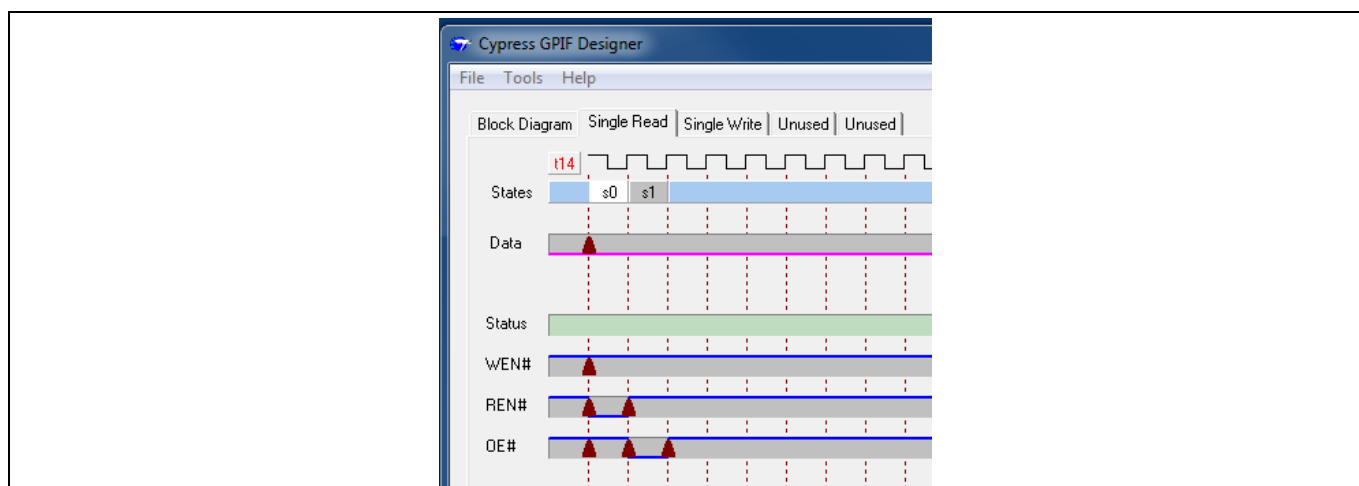 Cypress GPIF Designer
File Tools Help
Block Diagram Single Read Single Write Unused Unused
t14
States s0 s1
Data
Status
WEN#
REN#
OE#